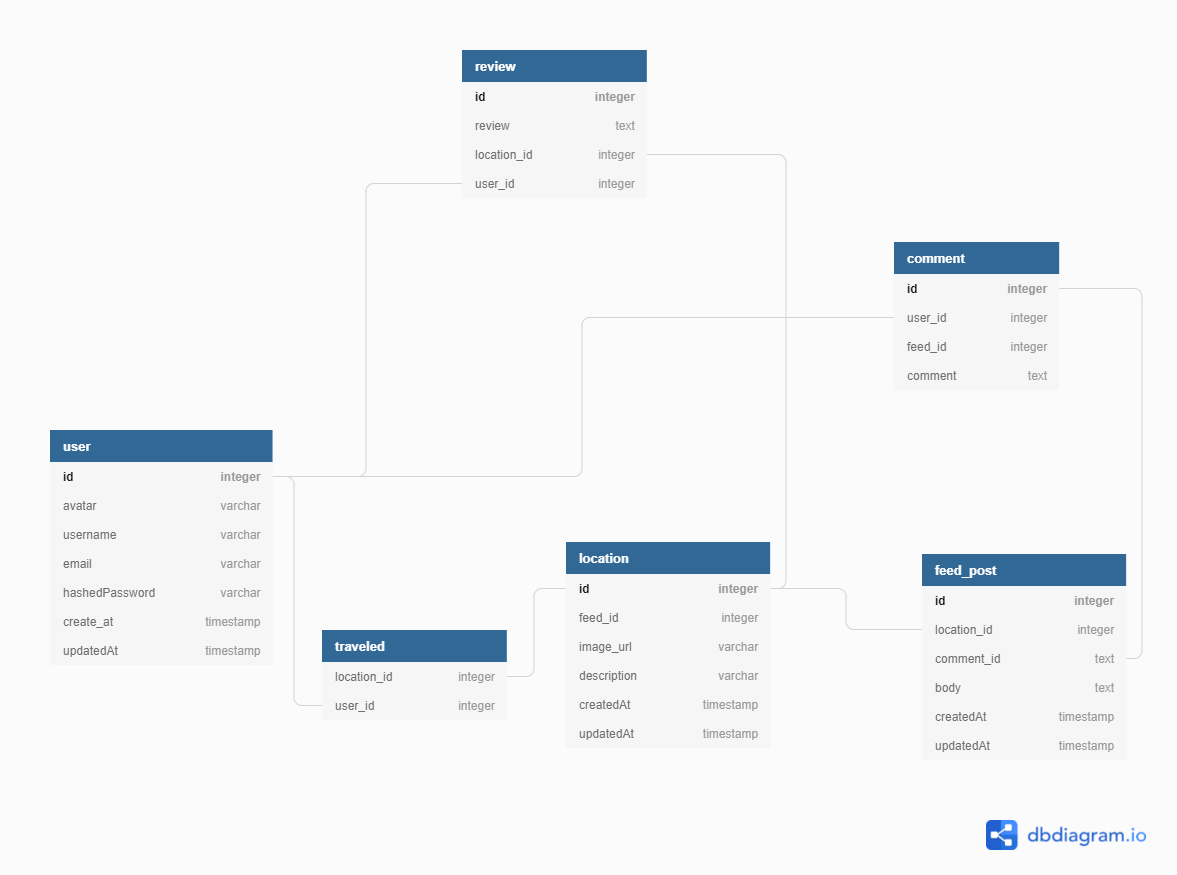 review
id integer
review text
location_id integer
user_id integer
comment
id integer
user_id integer
feed_id integer
comment text
user
id integer
avatar varchar
username varchar
email varchar
hashedPassword varchar
create_at timestamp
updatedAt timestamp
traveled
location_id integer
user_id integer
location
id integer
feed_id integer
image_url varchar
description varchar
createdAt timestamp
updatedAt timestamp
feed_post
id integer
location_id integer
comment_id text
body text
createdAt timestamp
updatedAt timestamp
dbdiagram.io